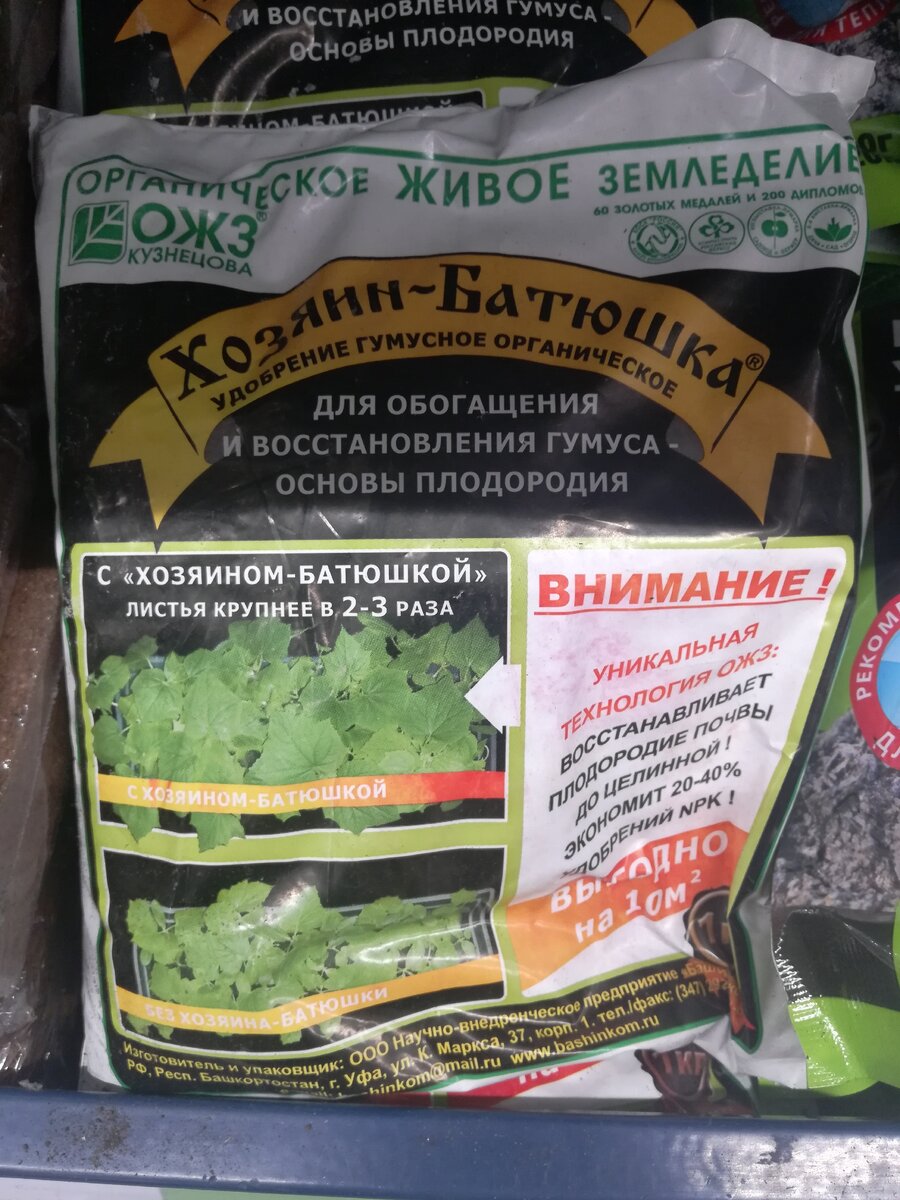 И ВОССТАНОВЛЕНИЯ ГУМУСА -
ОСНОВЫ ПЛОДОРОДИЯ
ОРГАНИЧЕСКОЕ ЖИВОЕ ЗЕМЛЕДЕЛИЕ
60 ЗОЛОТЫХ МЕДАЛЕЙ И 200 ДИПЛОМОВ
ОЖЗ®
КУЗНЕЦОВА
Хозяин-Батюшка®
УДОБРЕНИЕ ГУМУСНОЕ ОРГАНИЧЕСКОЕ
ДЛЯ ОБОГАЩЕНИЯ
И ВОССТАНОВЛЕНИЯ ГУМУСА -
ОСНОВЫ ПЛОДОРОДИЯ
С «ХОЗЯИНОМ-БАТЮШКОЙ»
ЛИСТЬЯ КРУПНЕЕ В 2-3 РАЗА
С ХОЗЯИНОМ-БАТЮШКОЙ
БЕЗ ХОЗЯИНА-БАТЮШКИ
ВНИМАНИЕ !
УНИКАЛЬНАЯ
ТЕХНОЛОГИЯ ОЖЗ:
ВОССТАНАВЛИВАЕТ
ПЛОДОРОДИЕ ПОЧВЫ
ДО ЦЕЛИННОЙ !
ЭКОНОМИТ 20-40%
УДОБРЕНИЙ NPK !
ВЫГОДНО
на 10м²
Изготовитель и упаковщик: ООО Научно-внедренческое предприятие
РФ, Респ. Башкортостан, г. Уфа, ул. К. Маркса, 37, корп. 1. тел./факс: (347)
www.bashinkom.ru
1КГ